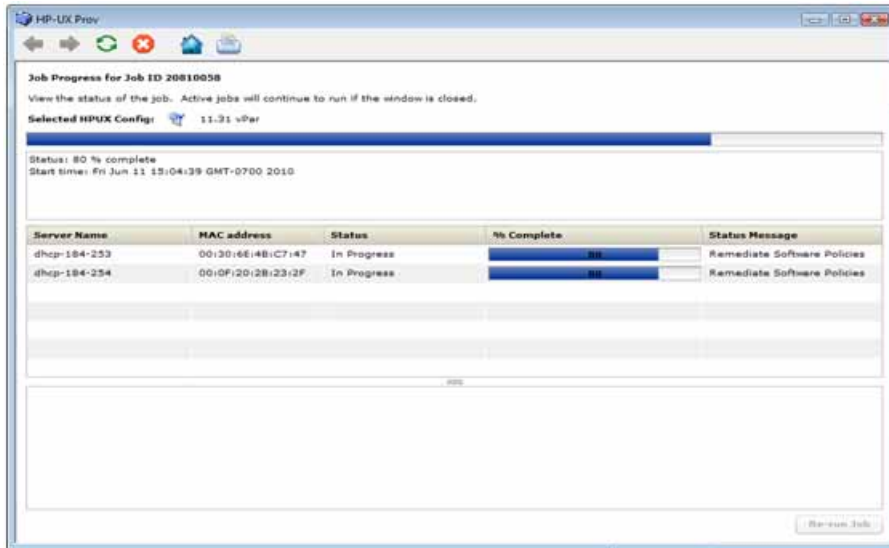 HP-UX Prov
Job Progress for Job ID 20810058
View the status of the job. Active jobs will continue to run if the window is closed.
Selected HPUX Config: 11.31 vPar
Status: 80 % complete
Start time: Fri Jun 11 15:04:39 GMT-0700 2010
Server Name MAC address Status % Complete Status Message
dhcp-184-253 00:30:6E:4B:C7:47 In Progress 80 Remediate Software Policies
dhcp-184-254 00:0F:20:2B:23:2F In Progress 80 Remediate Software Policies
Re-run Job